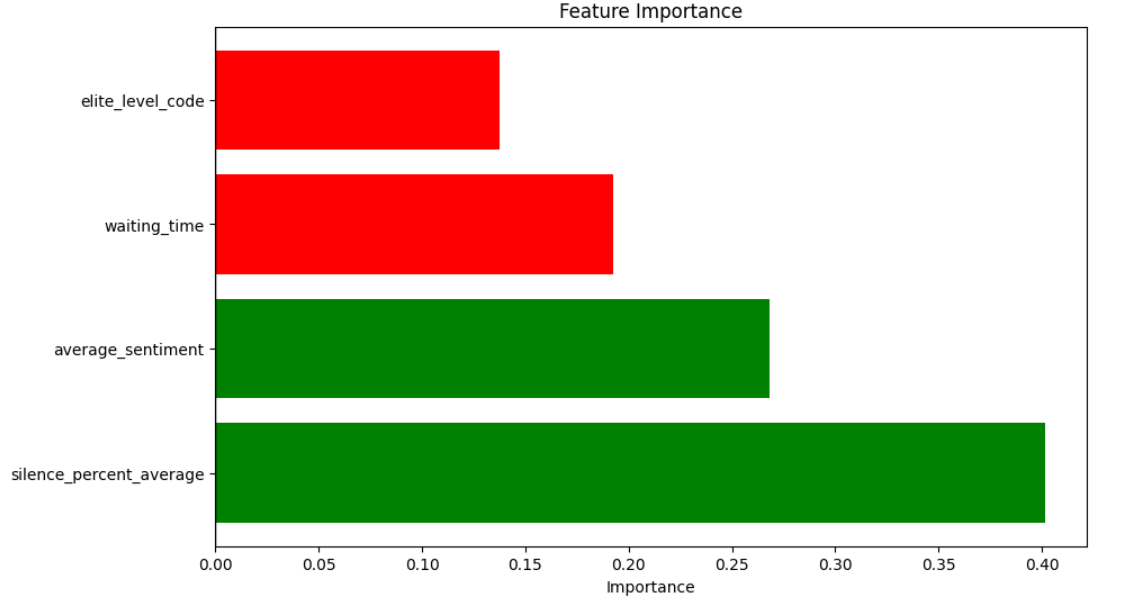 Feature Importance
elite_level_code
waiting_time
average_sentiment
silence_percent_average
0.00 0.05 0.10 0.15 0.20 0.25 0.30 0.35 0.40
Importance